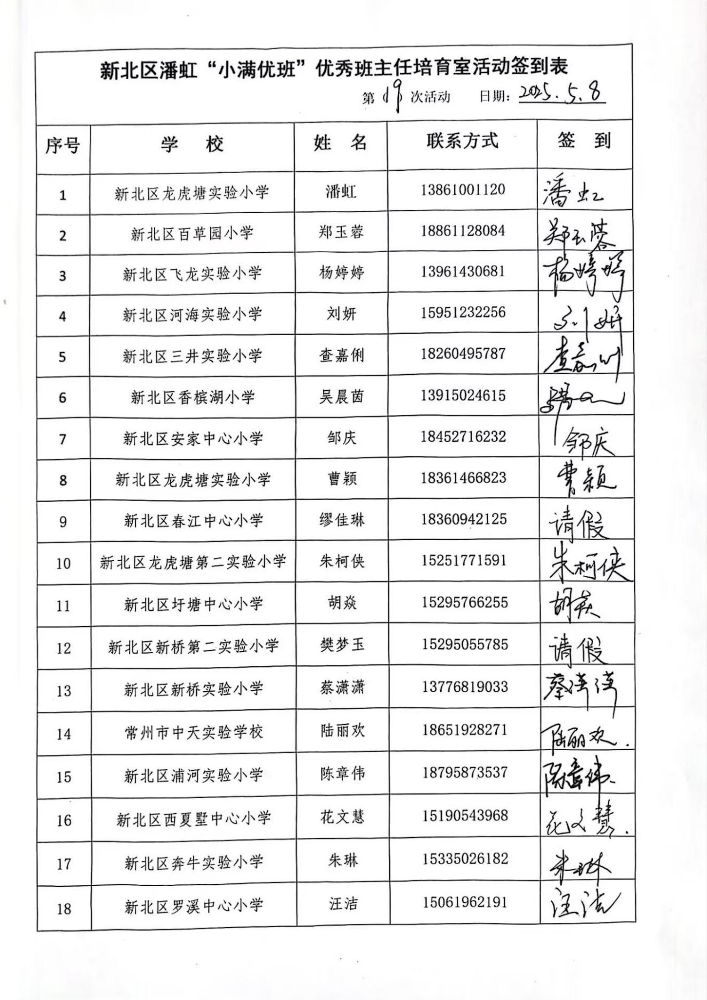 新北区潘虹“小满优班”优秀班主任培育室活动签到表
第（19）次活动 日期：2025.5.8
序号 学 校 姓 名 联系方式 签 到
1 新北区龙虎塘实验小学 潘虹 13861001120 潘虹
2 新北区百草园小学 郑玉蓉 18861128084 郑玉蓉
3 新北区飞龙实验小学 杨婷婷 13961430681 杨婷婷
4 新北区河海实验小学 刘妍 15951232256 刘妍
5 新北区三井实验小学 查嘉俐 18260495787 查嘉俐
6 新北区香槟湖小学 吴晨茵 13915024615
7 新北区安家中心小学 邹庆 18452716232 邹庆
8 新北区龙虎塘实验小学 曹颖 18361466823 曹颖
9 新北区春江中心小学 缪佳琳 18360942125 请假
10 新北区龙虎塘第二实验小学 朱柯侠 15251771591 朱柯侠
11 新北区圩塘中心小学 胡焱 15295766255 胡焱
12 新北区新桥第二实验小学 樊梦玉 15295055785 请假
13 新北区新桥实验小学 蔡潇潇 13776819033 蔡潇潇
14 常州市中天实验学校 陆丽欢 18651928271 陆丽欢.
15 新北区浦河实验小学 陈章伟 18795873537 陈章伟.
16 新北区西夏墅中心小学 花文慧 15190543968 花文慧.
17 新北区奔牛实验小学 朱琳 15335026182 朱琳
18 新北区罗溪中心小学 汪洁 15061962191 汪洁